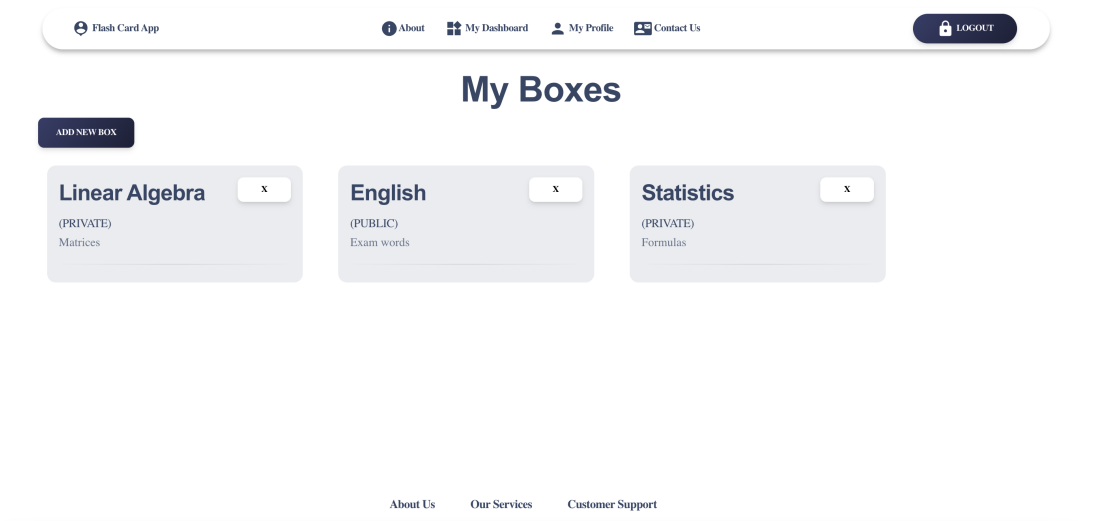 Flash Card App About My Dashboard My Profile Contact Us LOGOUT
My Boxes
ADD NEW BOX
Linear Algebra X
(PRIVATE)
Matrices
English X
(PUBLIC)
Exam words
Statistics X
(PRIVATE)
Formulas
About Us Our Services Customer Support